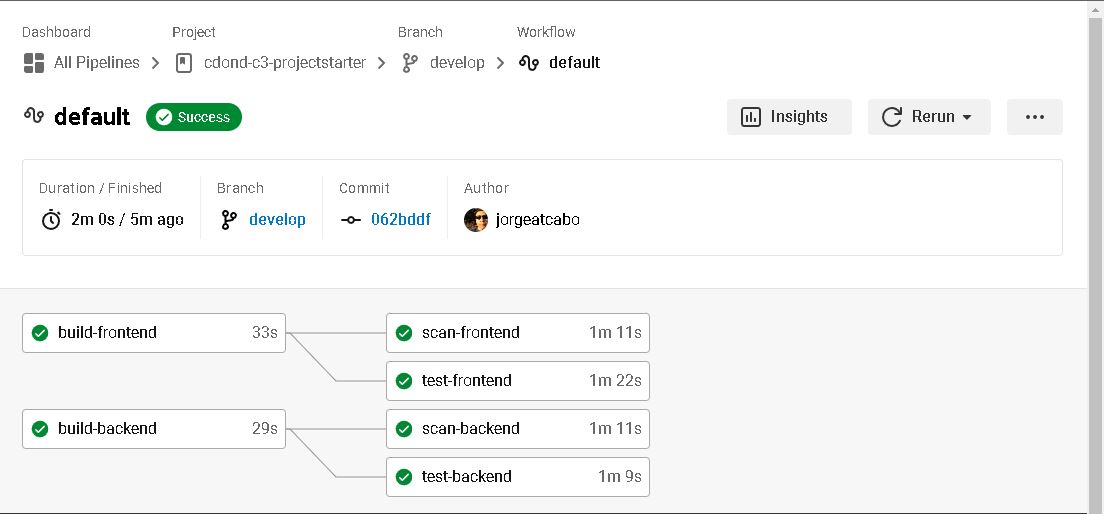 Dashboard Project Branch Workflow
All Pipelines cdond-c3-projectstarter develop default
default Success Insights Rerun
Duration / Finished Branch Commit Author
2m 0s / 5m ago develop 062bddf jorgeatcabo
build-frontend 33s scan-frontend 1m 11s
test-frontend 1m 22s
build-backend 29s scan-backend 1m 11s
test-backend 1m 9s